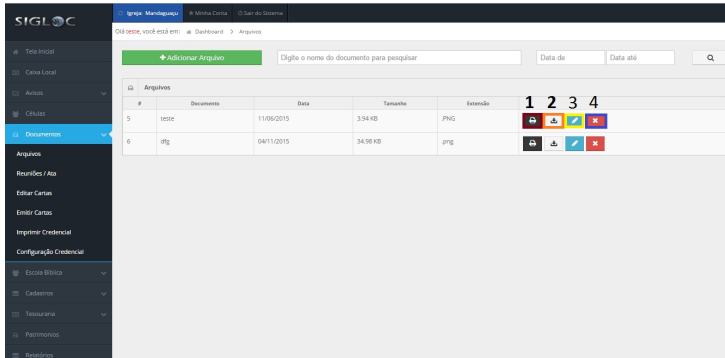 SIGLOC
Igreja: Mandaguaçu Minha Conta Sair do Sistema
Olá teste, você está em: Dashboard > Arquivos
Tela Inicial
Caixa Local
Avisos
Células
Documentos
Arquivos
Reuniões / Ata
Editar Cartas
Emitir Cartas
Imprimir Credencial
Configuração Credencial
Escola Bíblica
Cadastros
Tesouraria
Patrimonios
Relatórios
+ Adicionar Arquivo Digite o nome do documento para pesquisar Data de Data até
Arquivos
# Documento Data Tamanho Extensão 1 2 3 4
5 teste 11/06/2015 3.94 KB .PNG
6 dfg 04/11/2015 34.98 KB .png